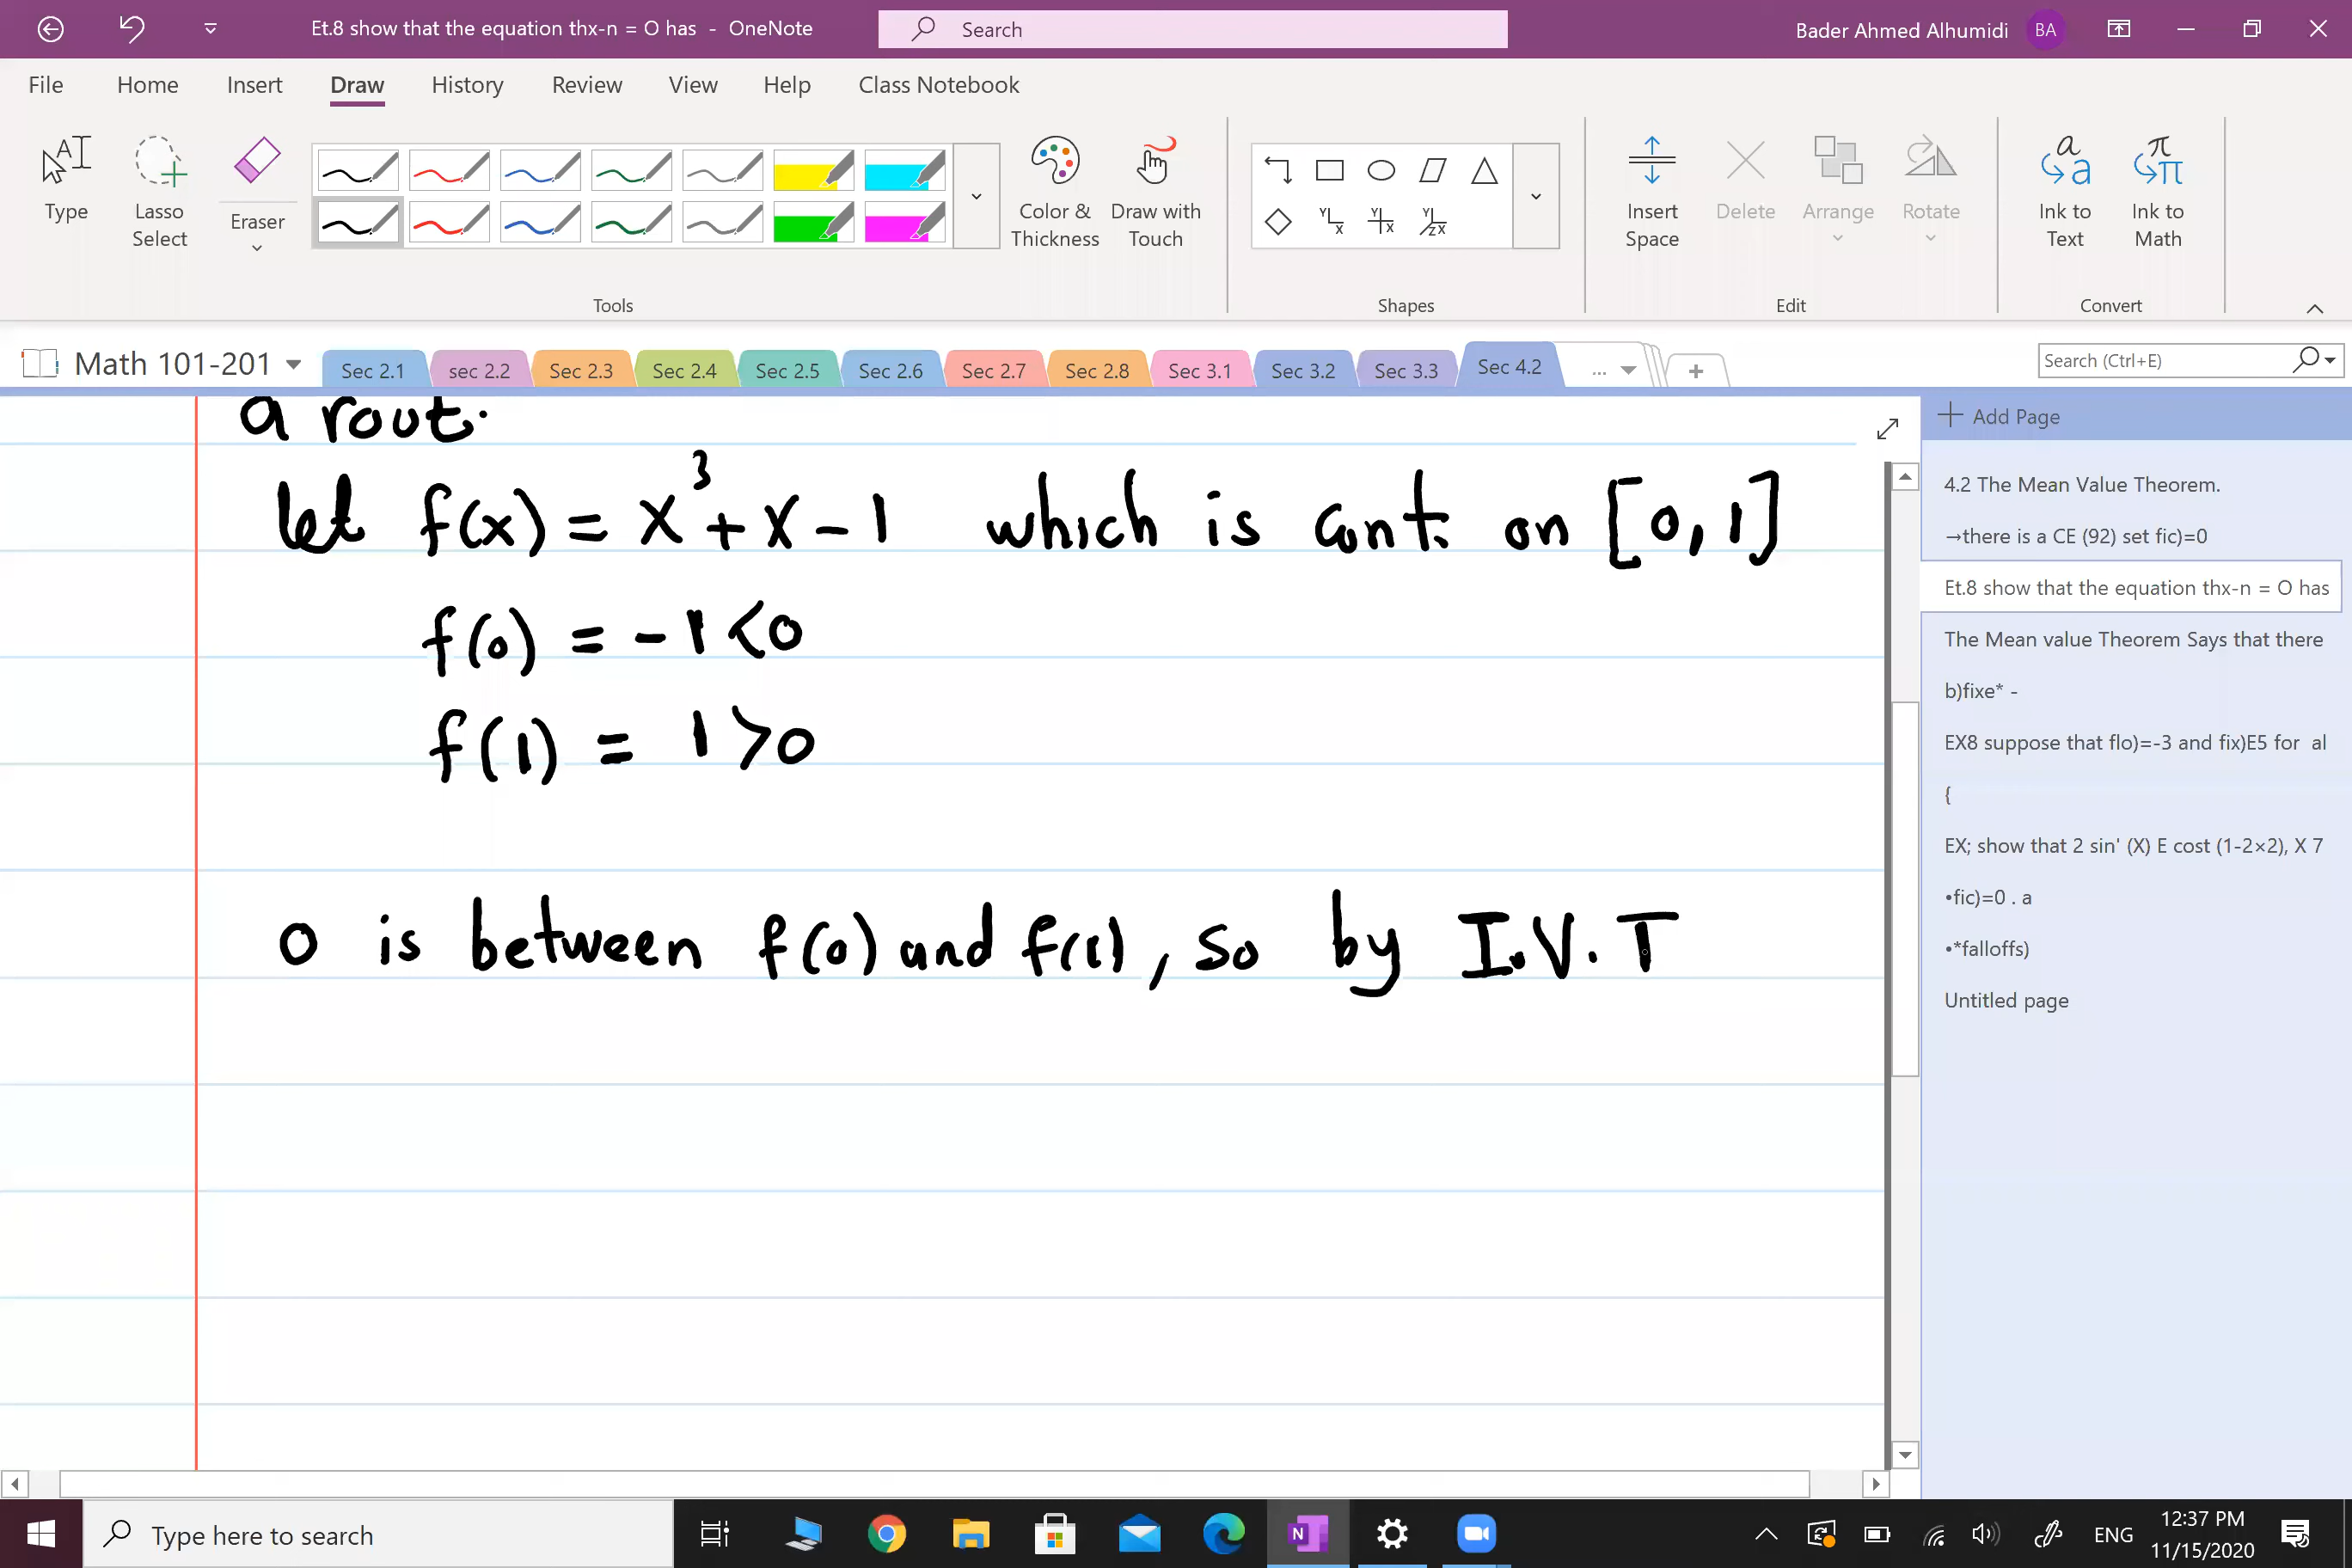 Et.8 show that the equation thx-n = O has - OneNote
Search
Bader Ahmed Alhumidi
BA
File Home Insert Draw History Review View Help Class Notebook
Type
Lasso Select
Eraser
Color & Thickness
Draw with Touch
Insert Space
Delete
Arrange
Rotate
Ink to Text
Ink to Math
Tools
Shapes
Edit
Convert
Math 101-201
Sec 2.1 sec 2.2 Sec 2.3 Sec 2.4 Sec 2.5 Sec 2.6 Sec 2.7 Sec 2.8 Sec 3.1 Sec 3.2 Sec 3.3 Sec 4.2 ... +
Search (Ctrl+E)
a rout.
let f(x) = x³ + x - 1 which is cont. on [0,1]
f(0) = -1 < 0
f(1) = 1 > 0
0 is between f(0) and f(1), so by I.V.T
Add Page
4.2 The Mean Value Theorem.
→there is a CE (92) set fic)=0
Et.8 show that the equation thx-n = O has
The Mean value Theorem Says that there
b)fixe* -
EX8 suppose that flo)=-3 and fix)E5 for al
{
EX; show that 2 sin' (X) E cost (1-2×2), X 7
•fic)=0 . a
•*falloffs)
Untitled page
Type here to search
ENG
12:37 PM
11/15/2020